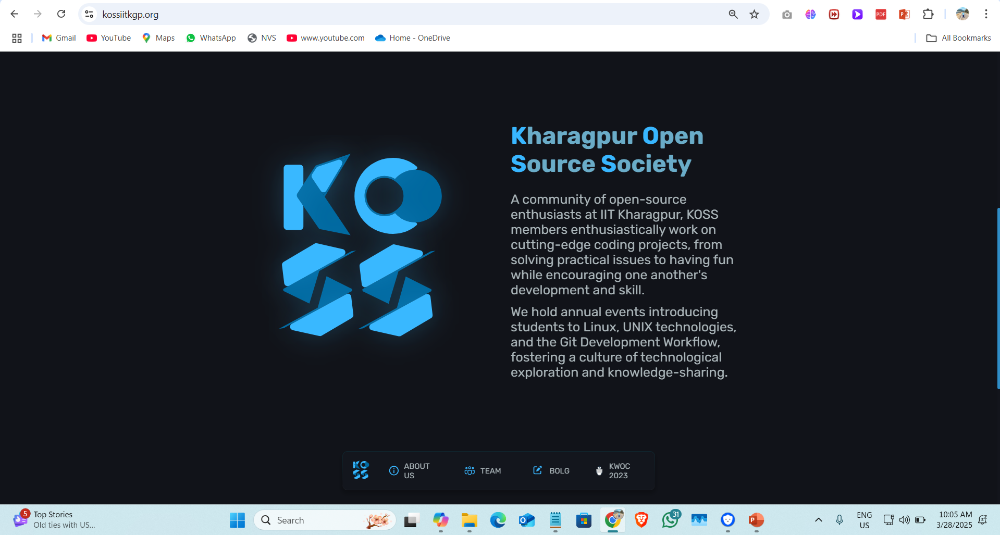 kossiitkgp.org
PDF
P
Gmail
YouTube
Maps
WhatsApp
NVS
www.youtube.com
Home - OneDrive
All Bookmarks
KO
SS
Kharagpur Open
Source Society
A community of open-source
enthusiasts at IIT Kharagpur, KOSS
members enthusiastically work on
cutting-edge coding projects, from
solving practical issues to having fun
while encouraging one another's
development and skill.
We hold annual events introducing
students to Linux, UNIX technologies,
and the Git Development Workflow,
fostering a culture of technological
exploration and knowledge-sharing.
KO
SS
ABOUT
US
TEAM
BOLG
KWOC
2023
5
Top Stories
Old ties with US...
Search
O
31
P
ENG
US
10:05 AM
3/28/2025